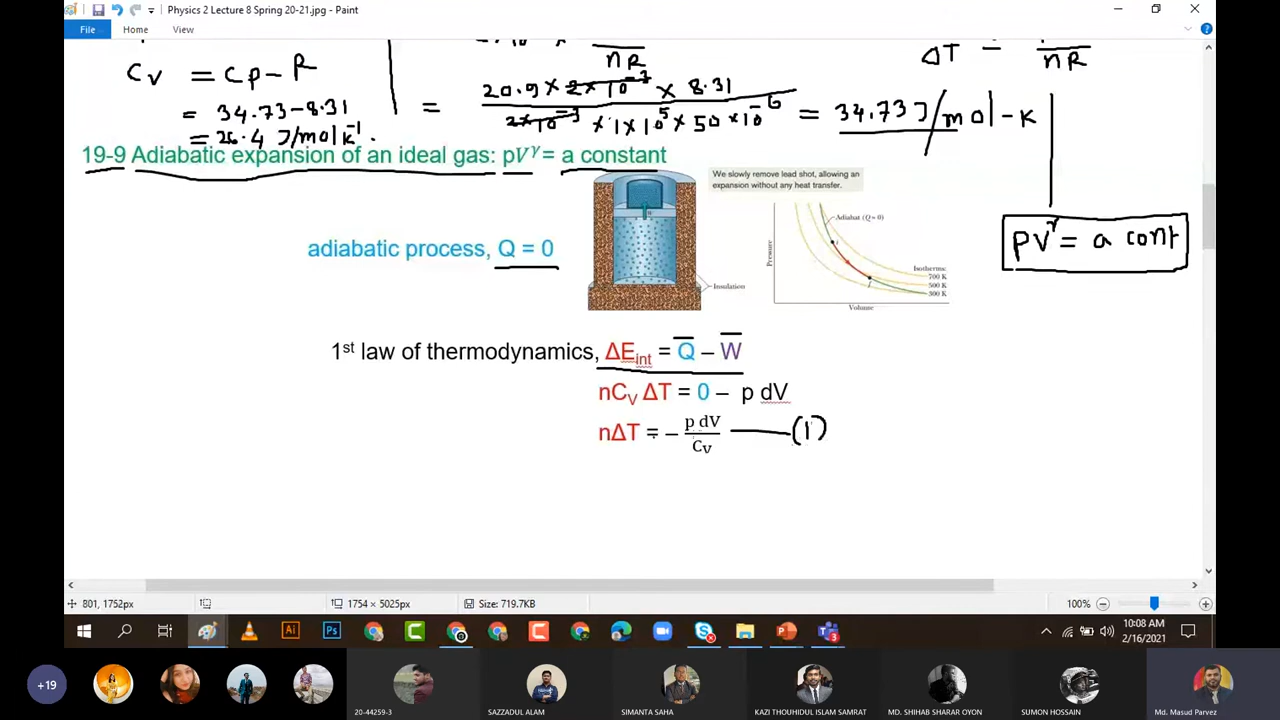 Physics 2 Lecture 8 Spring 20-21.jpg - Paint
File Home View
nR
ΔT = nR
Cv = Cp - R
= 34.73-8.31
= 26.4 J/mol k⁻¹.
= 20.9 × 2×10⁻³ × 8.31 / 2×10⁻³ × 1×10⁵ × 50×10⁻⁶ = 34.73 J/mol-K
19-9 Adiabatic expansion of an ideal gas: pVᵞ = a constant
We slowly remove lead shot, allowing an
expansion without any heat transfer.
adiabatic process, Q = 0
Insulation
Adiabat (Q = 0)
i
f
Pressure
Volume
Isotherms:
700 K
500 K
300 K
PVᵞ = a cont
1st law of thermodynamics, ΔEint = Q – W
nCV ΔT = 0 – p dV
nΔT = – p dV / CV (1)
801, 1752px
1754 × 5025px
Size: 719.7KB
100%
10:08 AM
2/16/2021
+19
20-44259-3
SAZZADUL ALAM
SIMANTA SAHA
KAZI THOUHIDUL ISLAM SAMRAT
MD. SHIHAB SHARAR OYON
SUMON HOSSAIN
Md. Masud Parvez